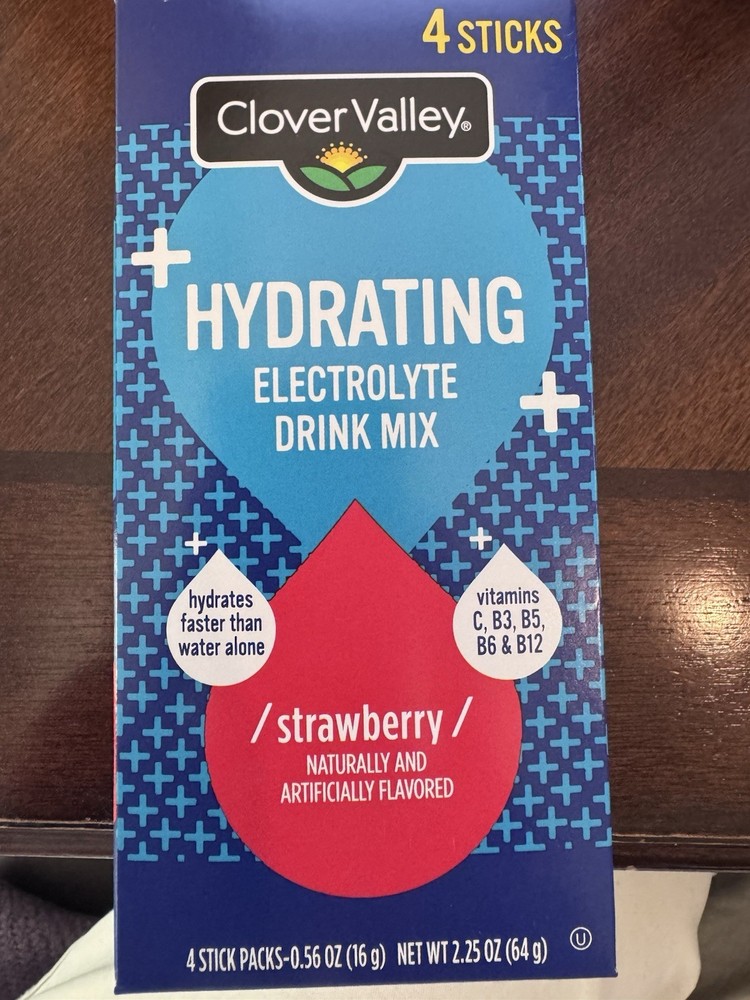 4 STICKS
Clover Valley®
HYDRATING
ELECTROLYTE
DRINK MIX
hydrates
faster than
water alone
vitamins
C, B3, B5,
B6 & B12
/ strawberry /
NATURALLY AND
ARTIFICIALLY FLAVORED
4 STICK PACKS-0.56 OZ (16 g) NET WT 2.25 OZ (64 g)
U